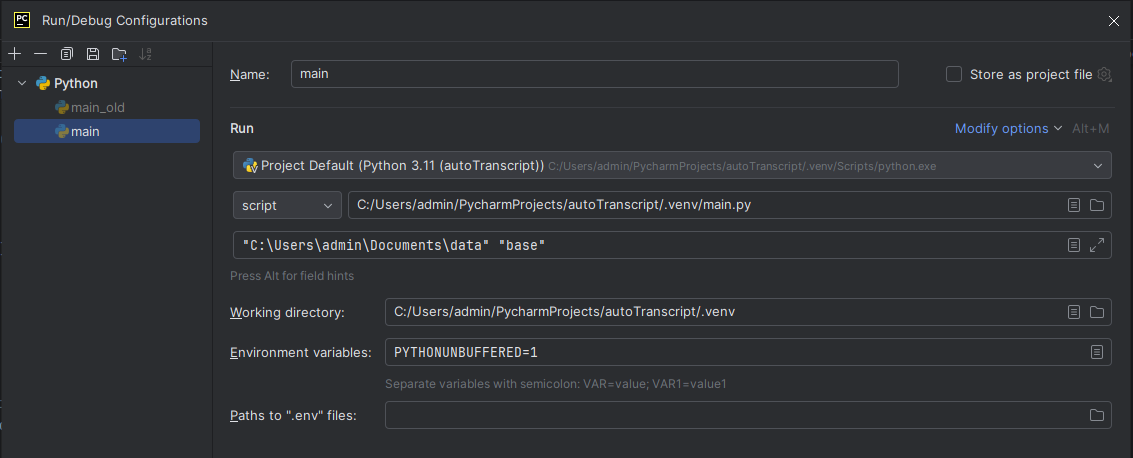 PC Run/Debug Configurations
Python
main_old
main
Name: main Store as project file
Run Modify options Alt+M
Project Default (Python 3.11 (autoTranscript)) C:/Users/admin/PycharmProjects/autoTranscript/.venv/Scripts/python.exe
script C:/Users/admin/PycharmProjects/autoTranscript/.venv/main.py
"C:\Users\admin\Documents\data" "base"
Press Alt for field hints
Working directory: C:/Users/admin/PycharmProjects/autoTranscript/.venv
Environment variables: PYTHONUNBUFFERED=1
Separate variables with semicolon: VAR=value; VAR1=value1
Paths to ".env" files: